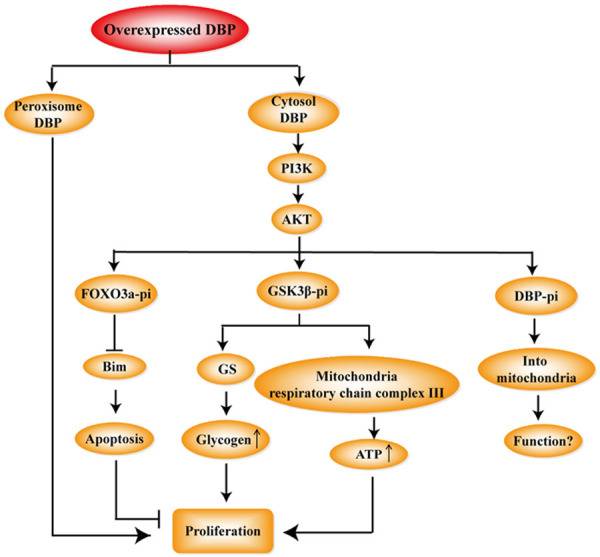 Overexpressed DBP
Peroxisome
DBP
Cytosol
DBP
PI3K
AKT
FOXO3a-pi
GSK3β-pi
DBP-pi
Bim
GS
Mitochondria
respiratory chain complex III
Into
mitochondria
Apoptosis
Glycogen↑
ATP↑
Function?
Proliferation